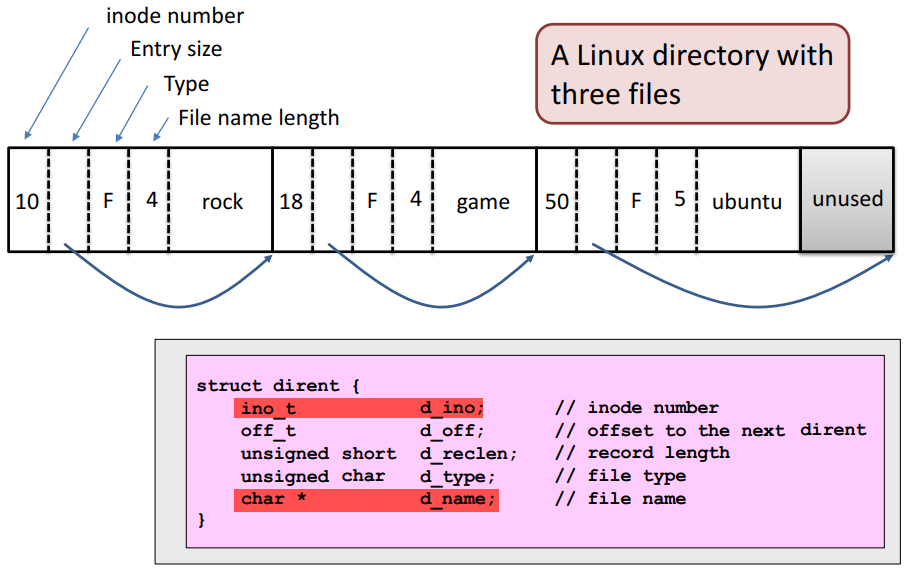 inode number
Entry size
Type
File name length
A Linux directory with
three files
10 F 4 rock 18 F 4 game 50 F 5 ubuntu unused
struct dirent {
ino_t d_ino; // inode number
off_t d_off; // offset to the next dirent
unsigned short d_reclen; // record length
unsigned char d_type; // file type
char * d_name; // file name
}